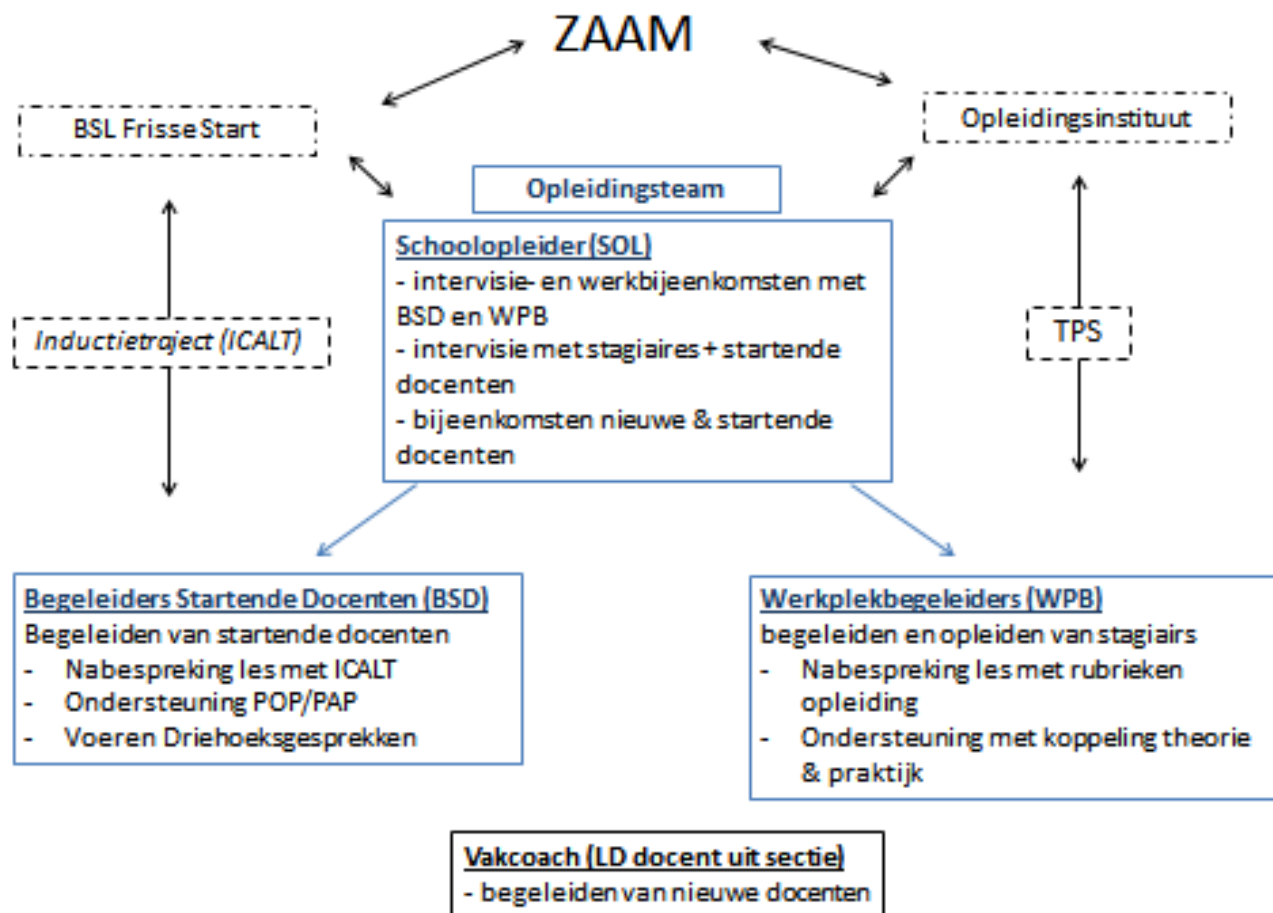 ZAAM
BSL Frisse Start
Opleidingsinstituut
Opleidingsteam
Schoolopleider (SOL)
- intervisie- en werkbijeenkomsten met
BSD en WPB
- intervisie met stagiaires + startende
docenten
- bijeenkomsten nieuwe & startende
docenten
Inductietraject (ICALT)
TPS
Begeleiders Startende Docenten (BSD)
Begeleiden van startende docenten
- Nabespreking les met ICALT
- Ondersteuning POP/PAP
- Voeren Driehoeksgesprekken
Werkplekbegeleiders (WPB)
begeleiden en opleiden van stagiairs
- Nabespreking les met rubrieken
opleiding
- Ondersteuning met koppeling theorie
& praktijk
Vakcoach (LD docent uit sectie)
- begeleiden van nieuwe docenten